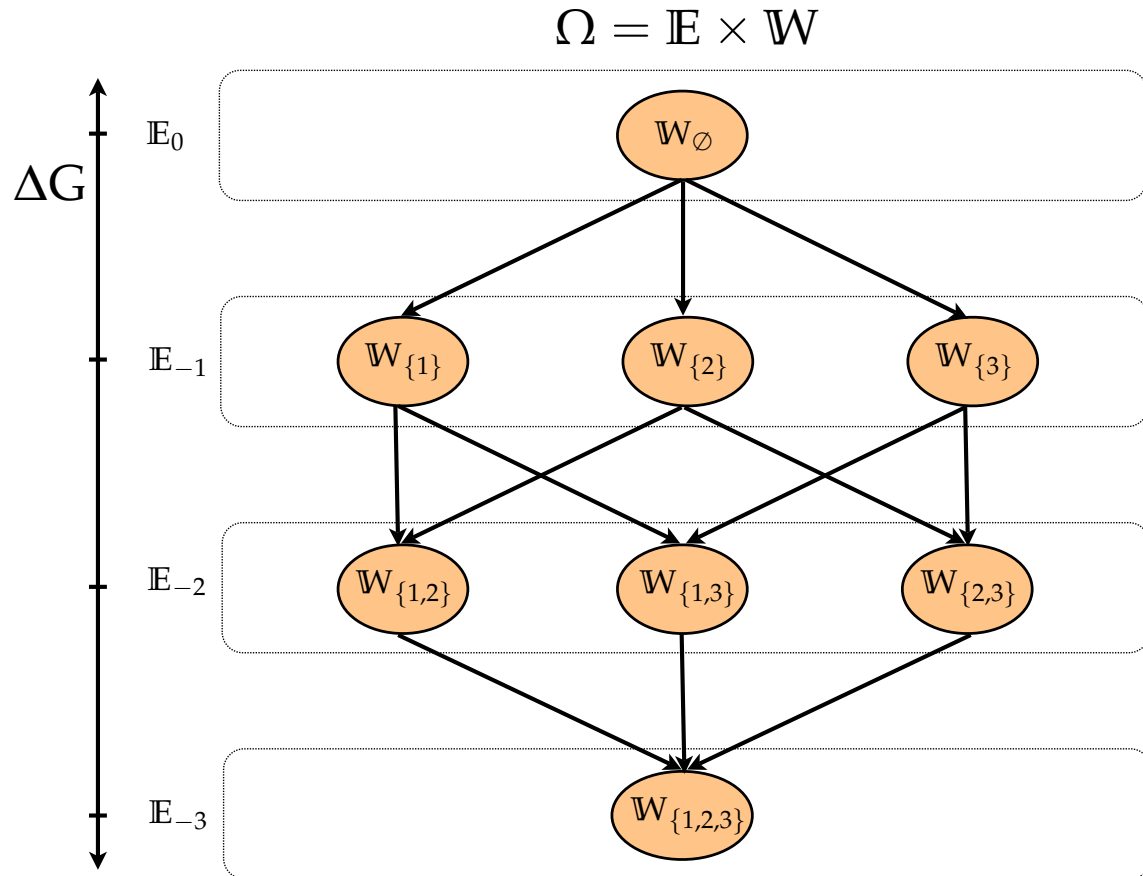 Ω = 𝔼 × 𝕎
𝔼₀ 𝕎_∅
ΔG
𝔼₋₁ 𝕎_{1} 𝕎_{2} 𝕎_{3}
𝔼₋₂ 𝕎_{1,2} 𝕎_{1,3} 𝕎_{2,3}
𝔼₋₃ 𝕎_{1,2,3}